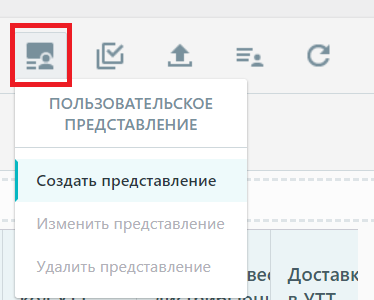 ПОЛЬЗОВАТЕЛЬСКОЕ
ПРЕДСТАВЛЕНИЕ
Создать представление
Изменить представление
Удалить представление
Доставк
в УТТ